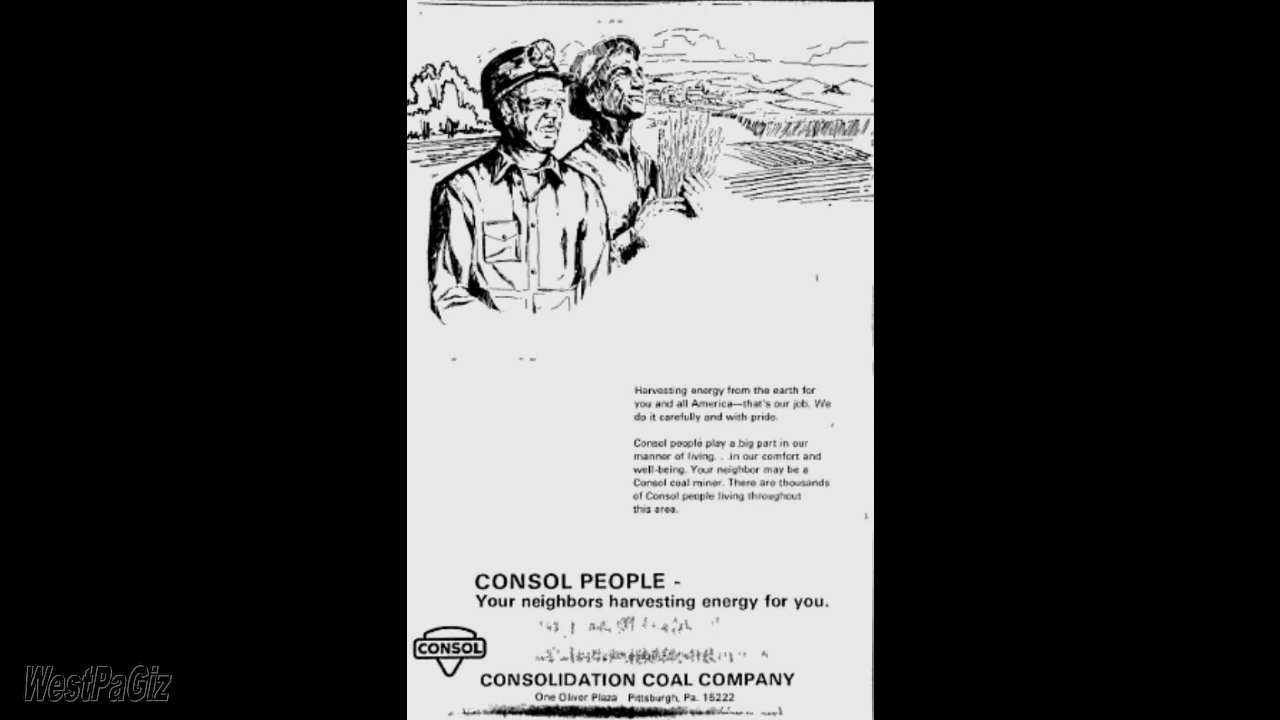 Harvesting energy from the earth for
you and all America—that's our job. We
do it carefully and with pride.
Consol people play a big part in our
manner of living. . .in our comfort and
well-being. Your neighbor may be a
Consol coal miner. There are thousands
of Consol people living throughout
this area.
CONSOL PEOPLE -
Your neighbors harvesting energy for you.
CONSOL
CONSOLIDATION COAL COMPANY
One Oliver Plaza Pittsburgh, Pa. 15222
WestPaGiz